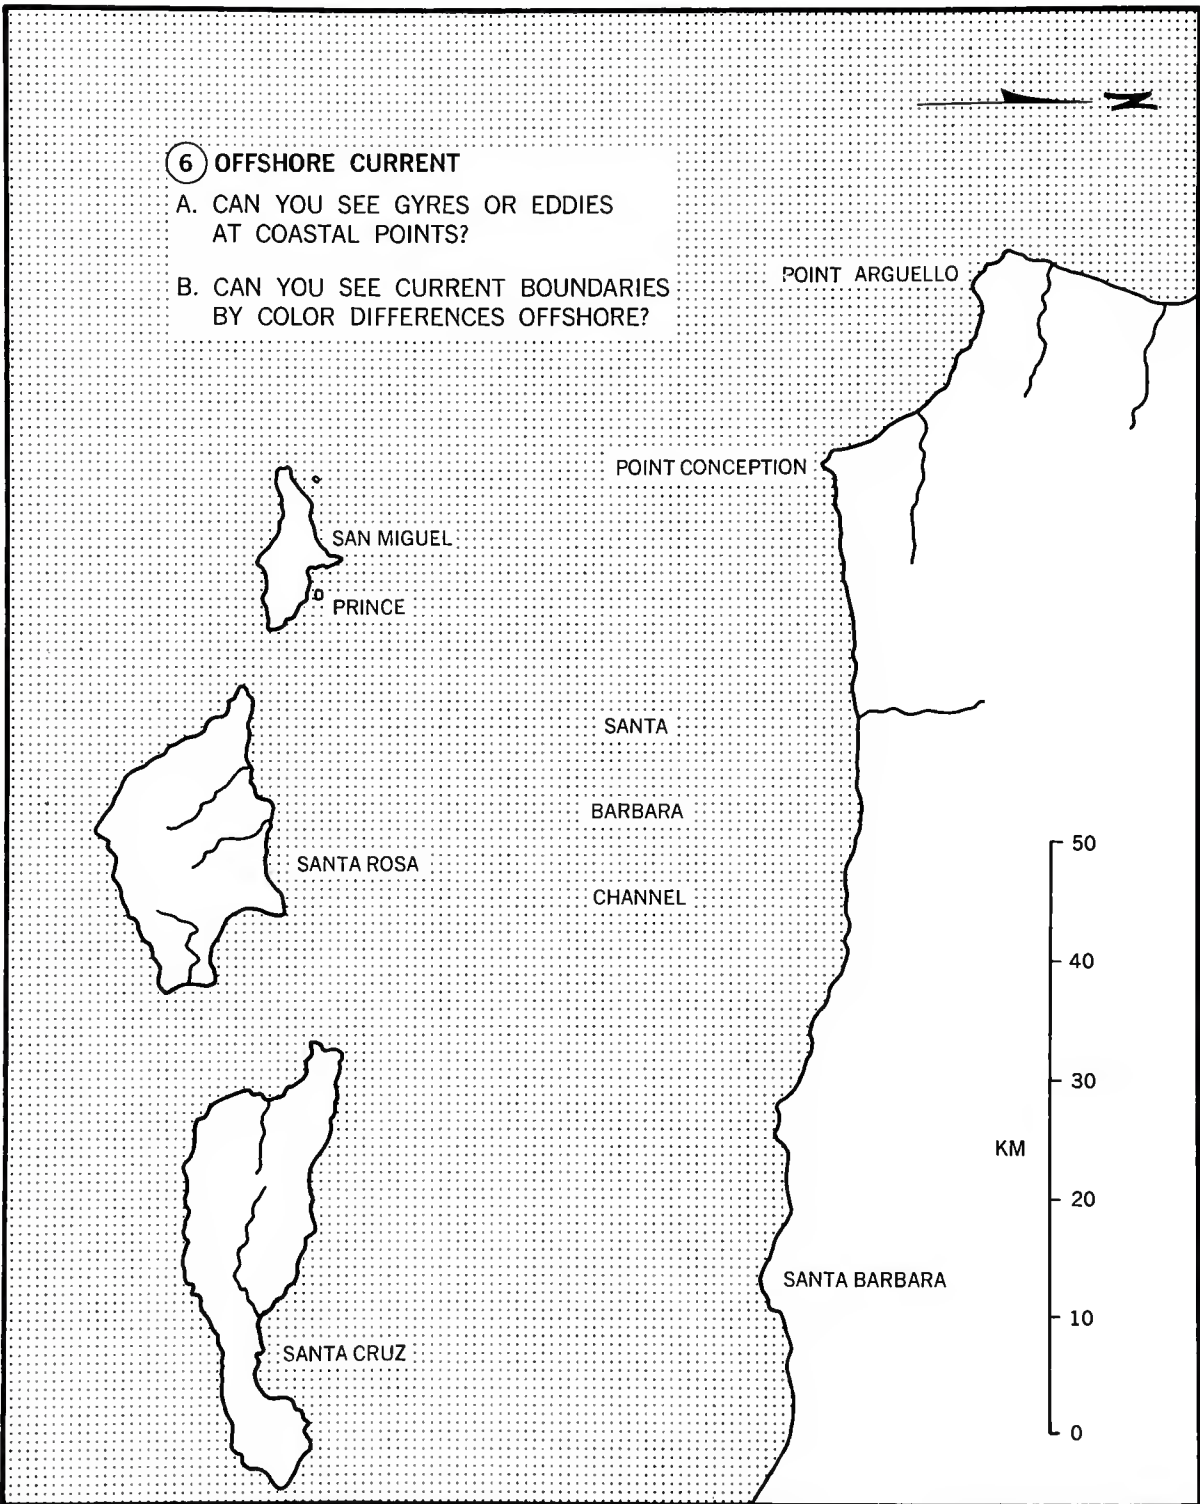 N
6 OFFSHORE CURRENT
A. CAN YOU SEE GYRES OR EDDIES
AT COASTAL POINTS?
B. CAN YOU SEE CURRENT BOUNDARIES
BY COLOR DIFFERENCES OFFSHORE?
POINT ARGUELLO
POINT CONCEPTION
SAN MIGUEL
PRINCE
SANTA
BARBARA
CHANNEL
SANTA ROSA
50
40
30
KM
20
SANTA BARBARA
10
SANTA CRUZ
0